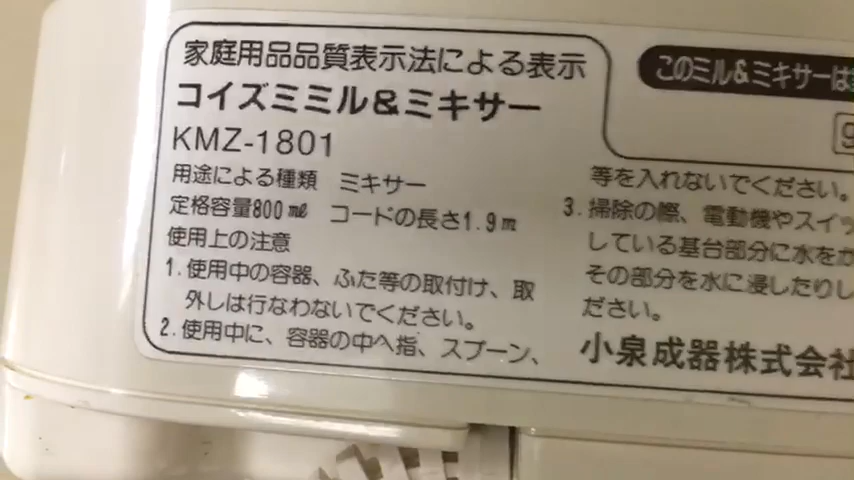 家庭用品品質表示法による表示
コイズミミル&ミキサー
KMZ-1801
用途による種類 ミキサー
定格容量800㎖ コードの長さ1.9m
使用上の注意
1.使用中の容器、ふた等の取付け、取
外しは行なわないでください。
2.使用中に、容器の中へ指、スプーン、
等を入れないでください。
3.掃除の際、電動機やスイッ
している基台部分に水をか
その部分を水に浸したりし
ださい。
小泉成器株式会社
このミル&ミキサーは